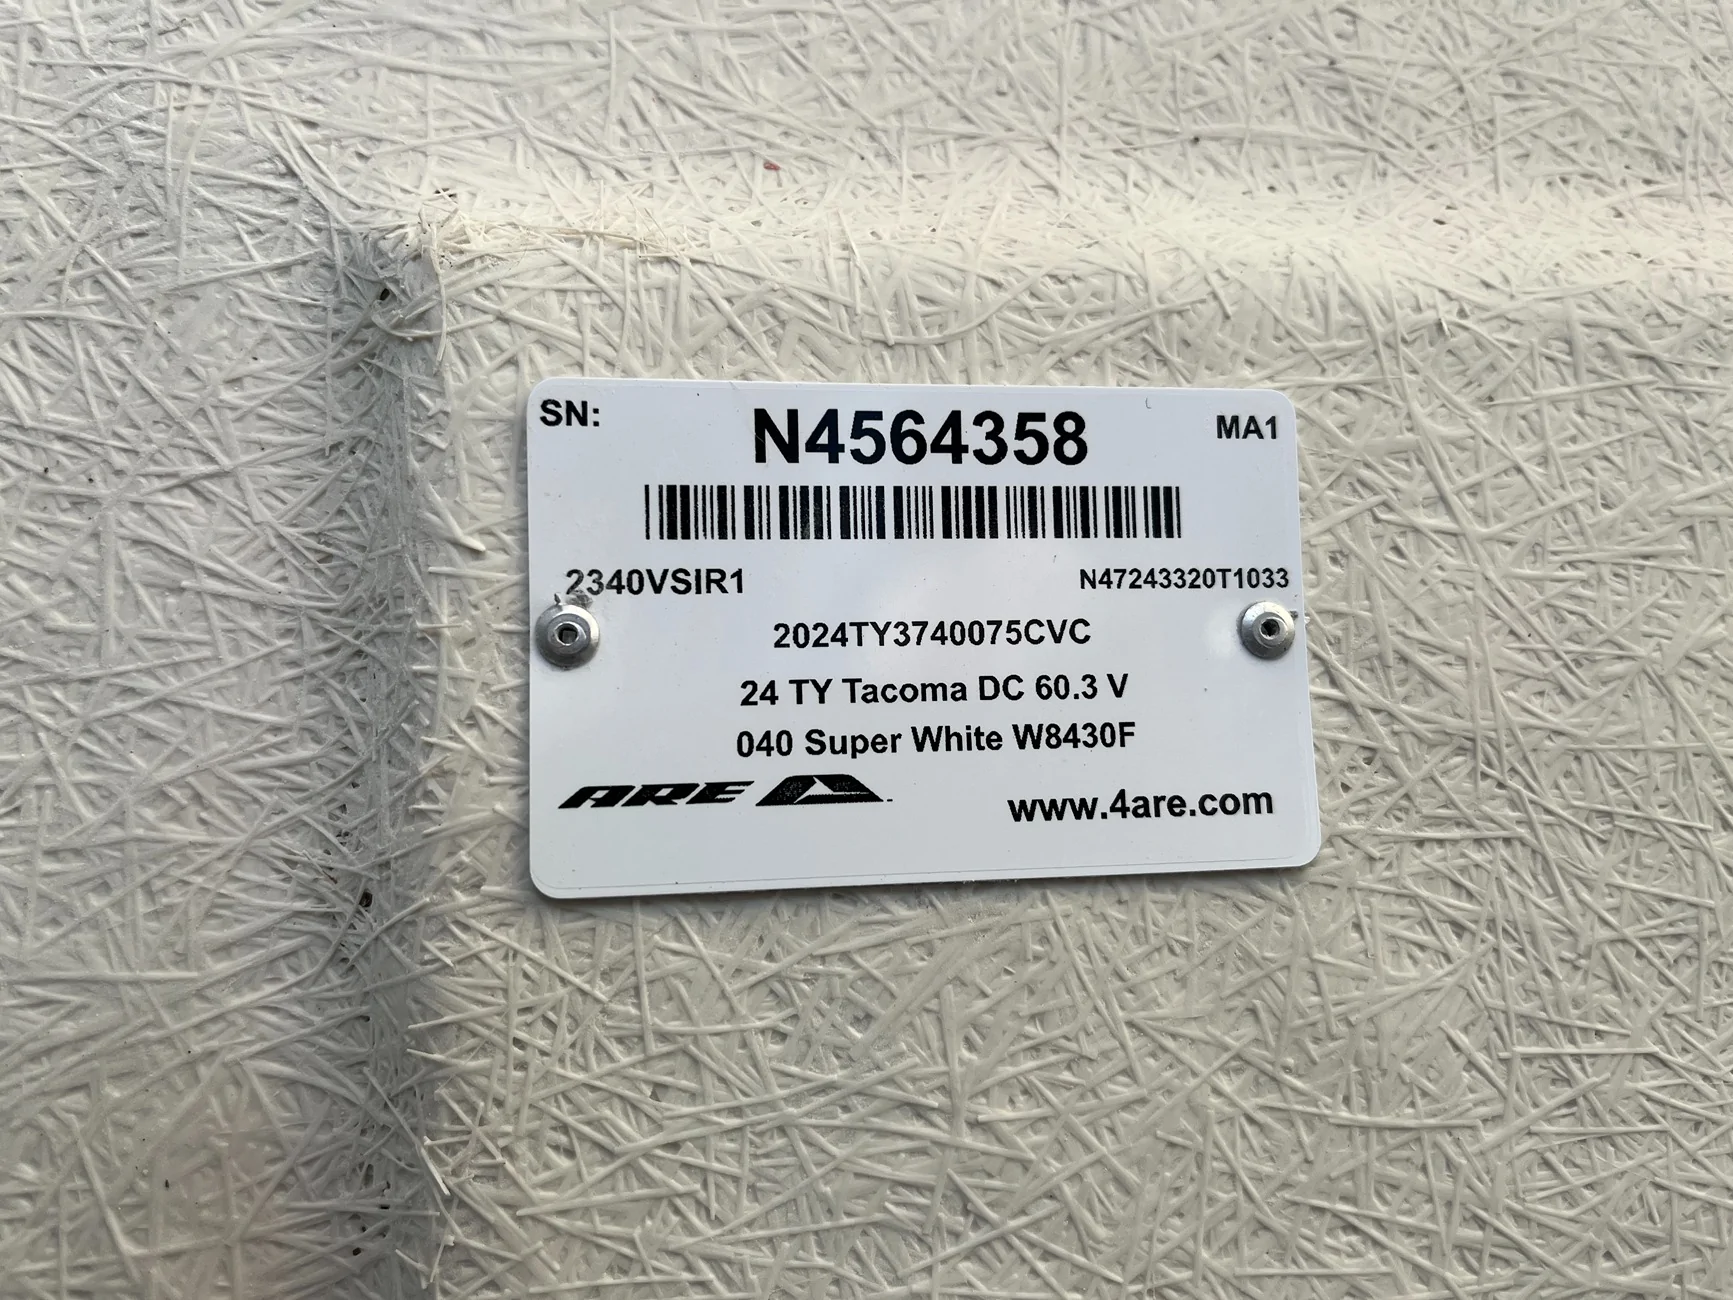 SN: N4564358 MA1
2340VSIR1 N47243320T1033
2024TY3740075CVC
24 TY Tacoma DC 60.3 V
040 Super White W8430F
ARE www.4are.com